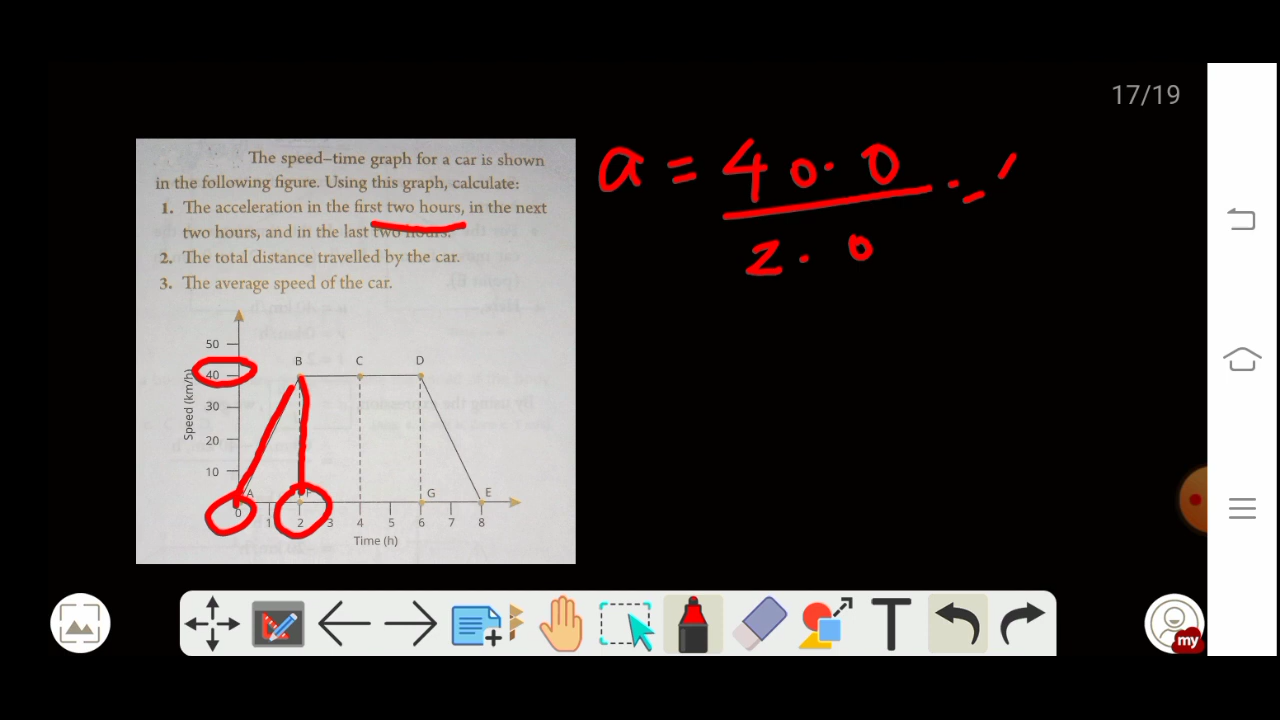 17/19
The speed–time graph for a car is shown
in the following figure. Using this graph, calculate:
1. The acceleration in the first two hours, in the next
two hours, and in the last two hours.
2. The total distance travelled by the car.
3. The average speed of the car.
a = 40.0
2.0
50
40
30
20
10
Speed (km/h)
B C D
A F G E
0 1 2 3 4 5 6 7 8
Time (h)
T
my